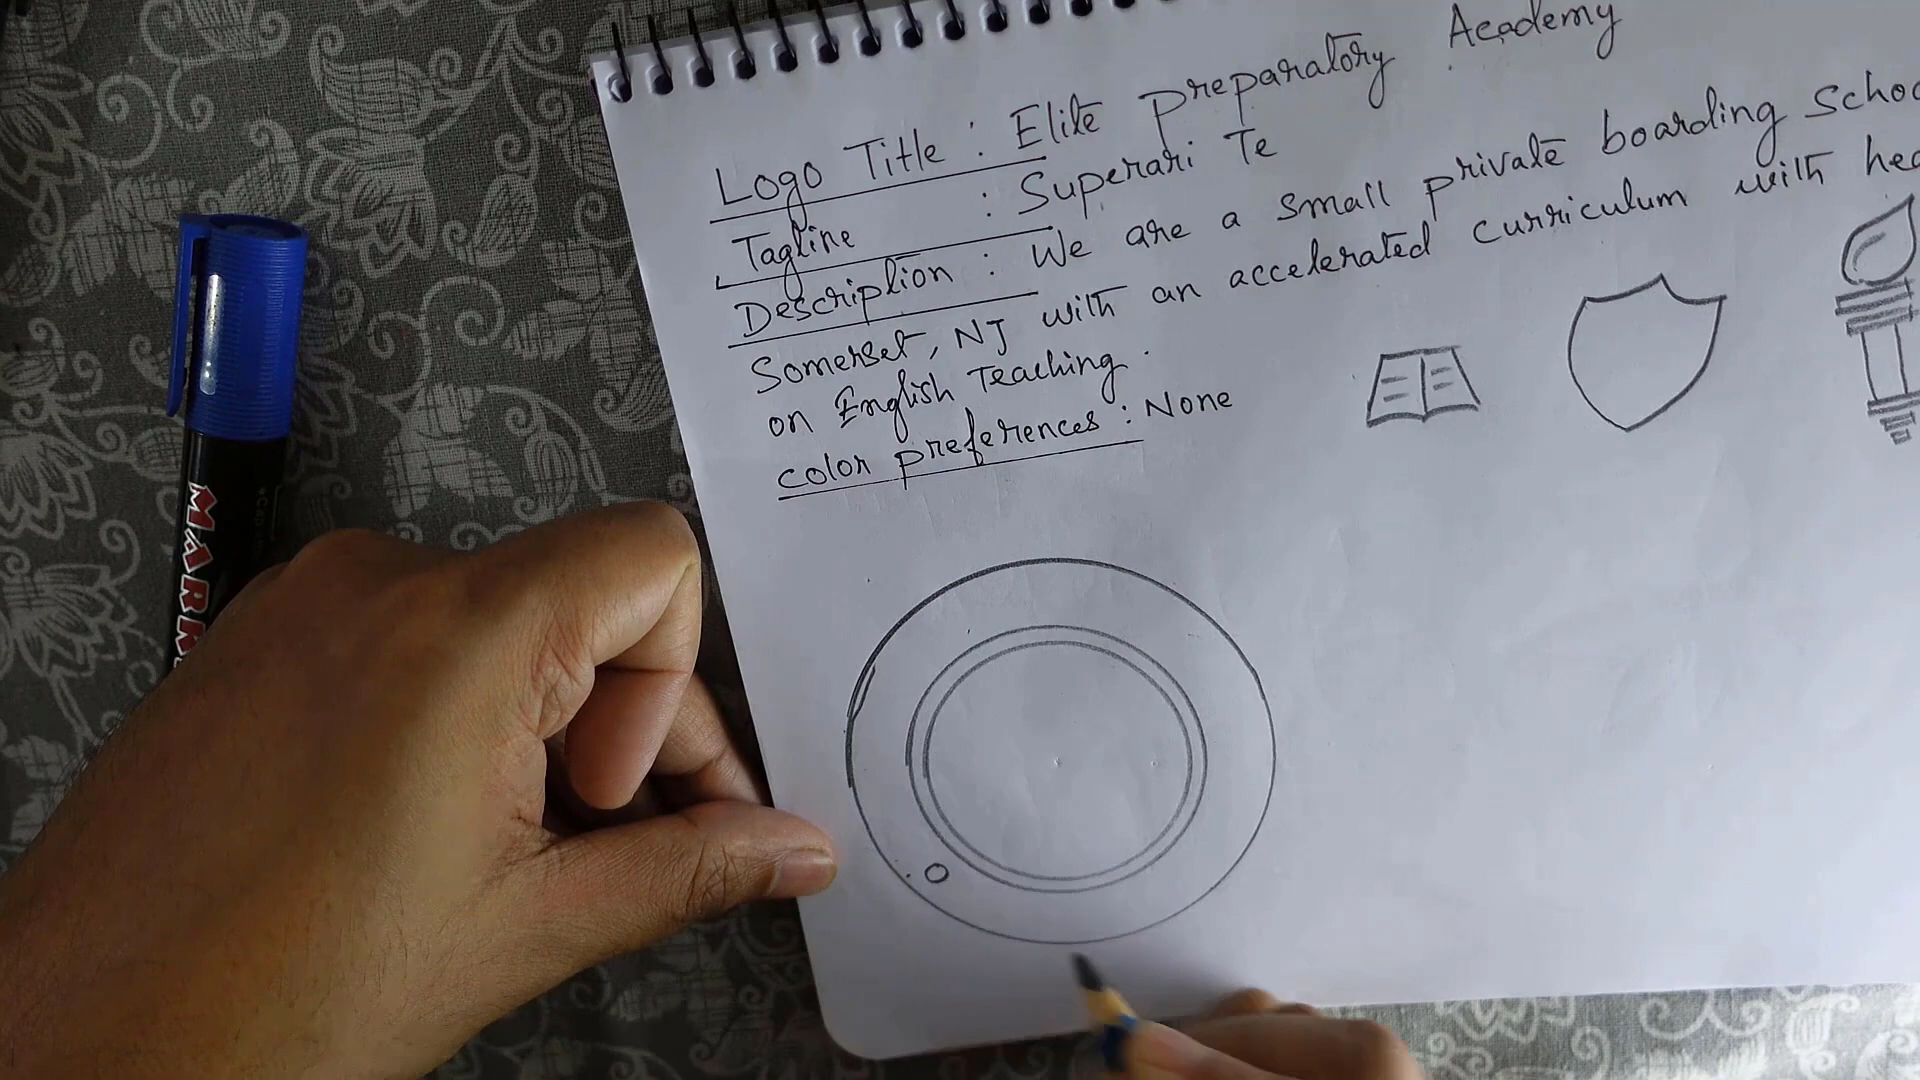 Logo Title : Elite Preparatory Academy
Tagline : Superari Te
Description : We are a small private boarding School
Somerset, NJ with an accelerated curriculum with hea
on English Teaching.
color preferences : None
MARK